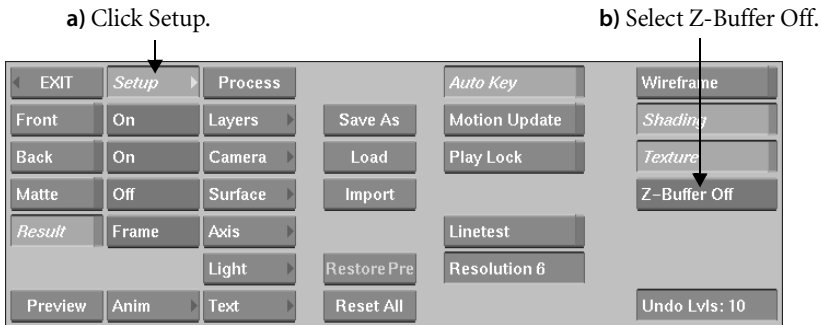 a) Click Setup. b) Select Z-Buffer Off.
EXIT Setup Process Auto Key Wireframe
Front On Layers Save As Motion Update Shading
Back On Camera Load Play Lock Texture
Matte Off Surface Import Z-Buffer Off
Result Frame Axis Linetest
Light Restore Pre Resolution 6
Preview Anim Text Reset All Undo Lvls: 10